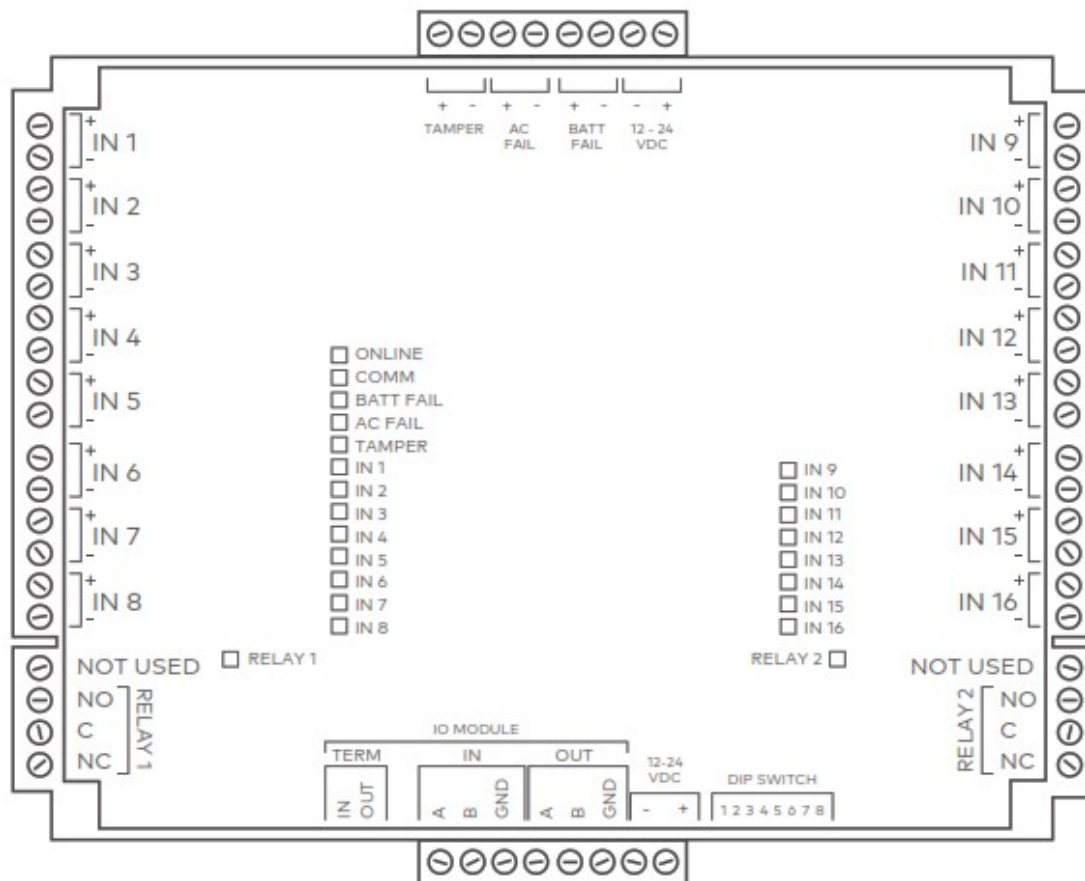 + - + - + - - +
TAMPER AC FAIL BATT FAIL 12 - 24 VDC
+ IN 1 -
+ IN 2 -
+ IN 3 -
+ IN 4 -
+ IN 5 -
+ IN 6 -
+ IN 7 -
+ IN 8 -
NOT USED
NO
C
NC
RELAY 1
ONLINE
COMM
BATT FAIL
AC FAIL
TAMPER
IN 1
IN 2
IN 3
IN 4
IN 5
IN 6
IN 7
IN 8
RELAY 1
IN 9
IN 10
IN 11
IN 12
IN 13
IN 14
IN 15
IN 16
RELAY 2
IN 9 + -
IN 10 + -
IN 11 + -
IN 12 + -
IN 13 + -
IN 14 + -
IN 15 + -
IN 16 + -
NOT USED
RELAY 2
NO
C
NC
IO MODULE
TERM IN OUT
IN OUT A B GND A B GND
12-24
VDC
- +
DIP SWITCH
1 2 3 4 5 6 7 8